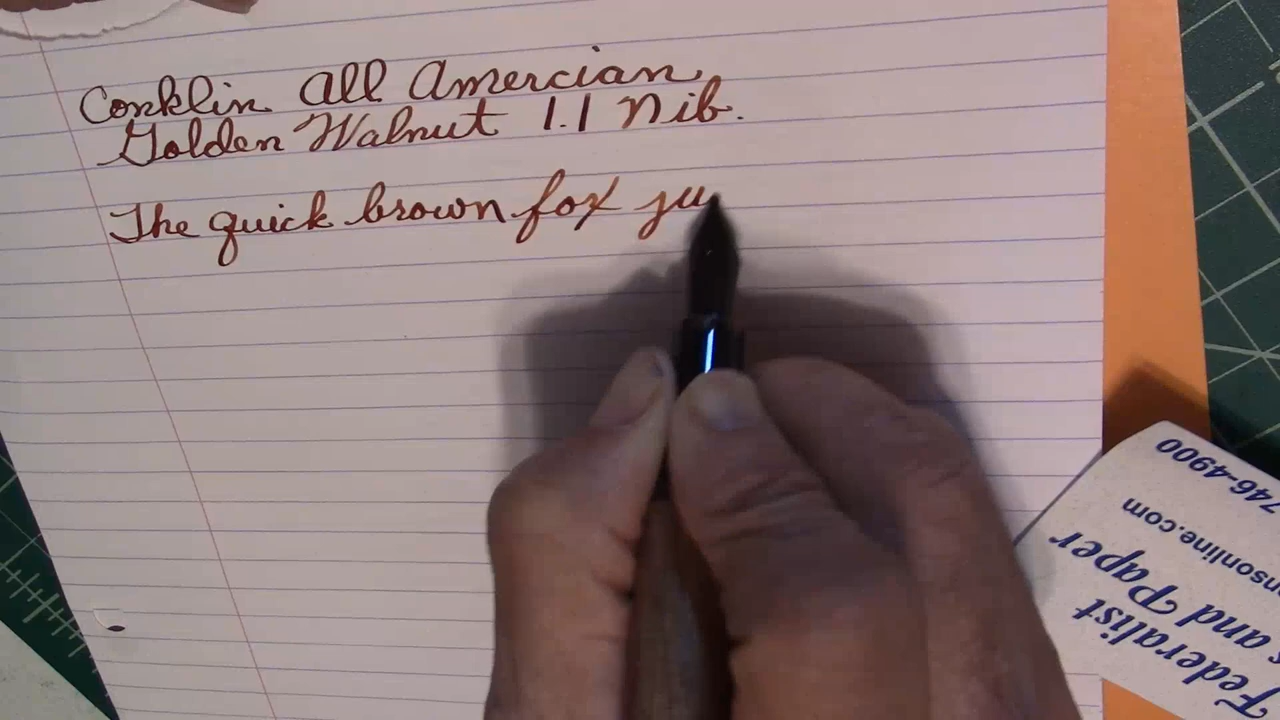 Conklin All Amercian
Golden Walnut 1.1 Nib.
The quick brown fox ju
Federalist
and Paper
nsonline.com
746-4900